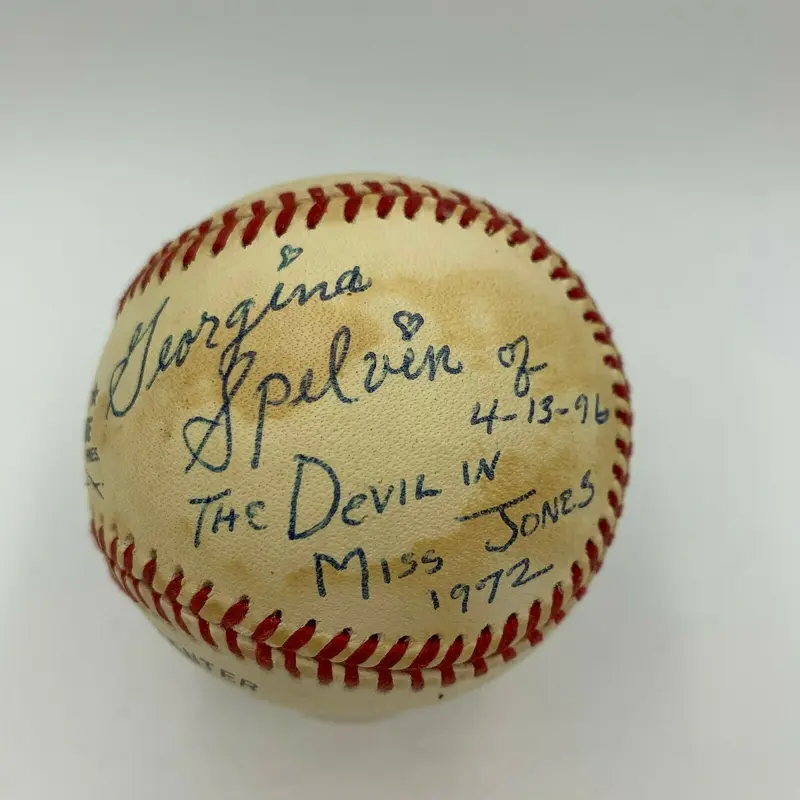 Georgina
Spelvin of
4-13-96
THE DEVIL IN
MISS JONES
1972